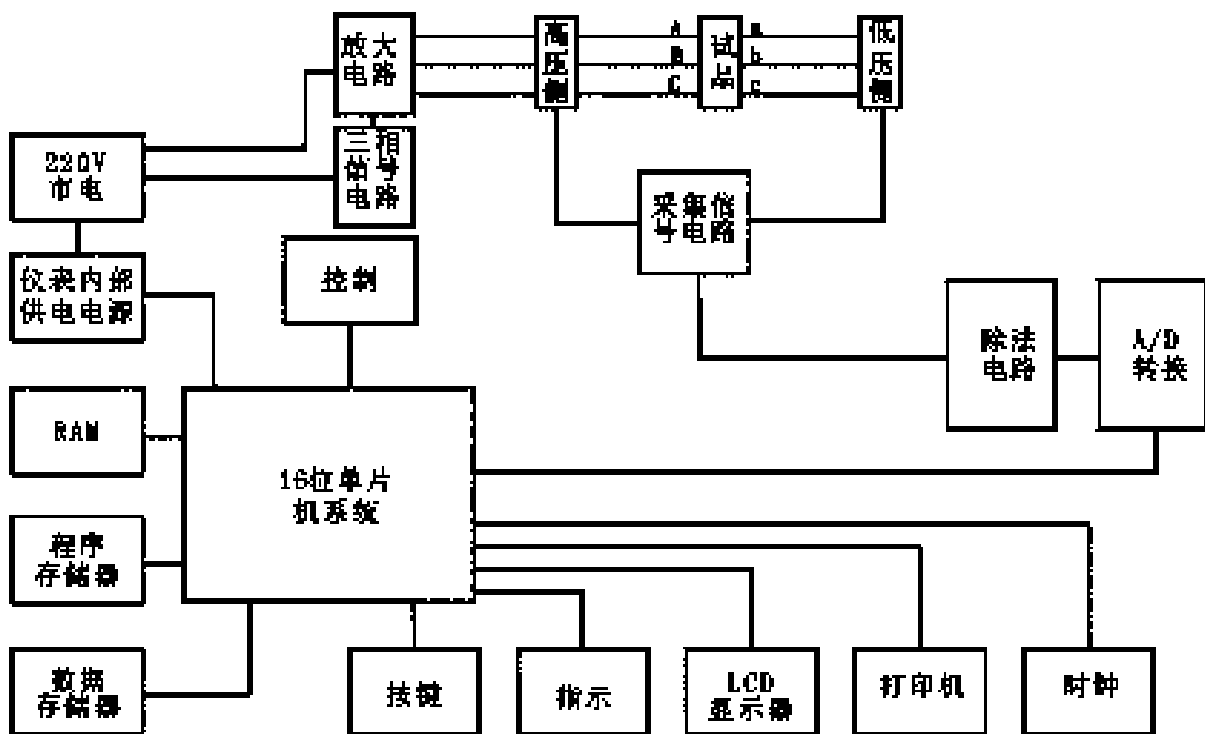 放大
电路
高
压
侧
A
B
C
试
品
a
b
c
低
压
侧
220V
市电
三相
信号
电路
采集信
号电路
仪表内部
供电电源
控制
除法
电路
A/D
转换
RAM
16位单片
机系统
程序
存储器
数据
存储器
按键
指示
LCD
显示器
打印机
时钟